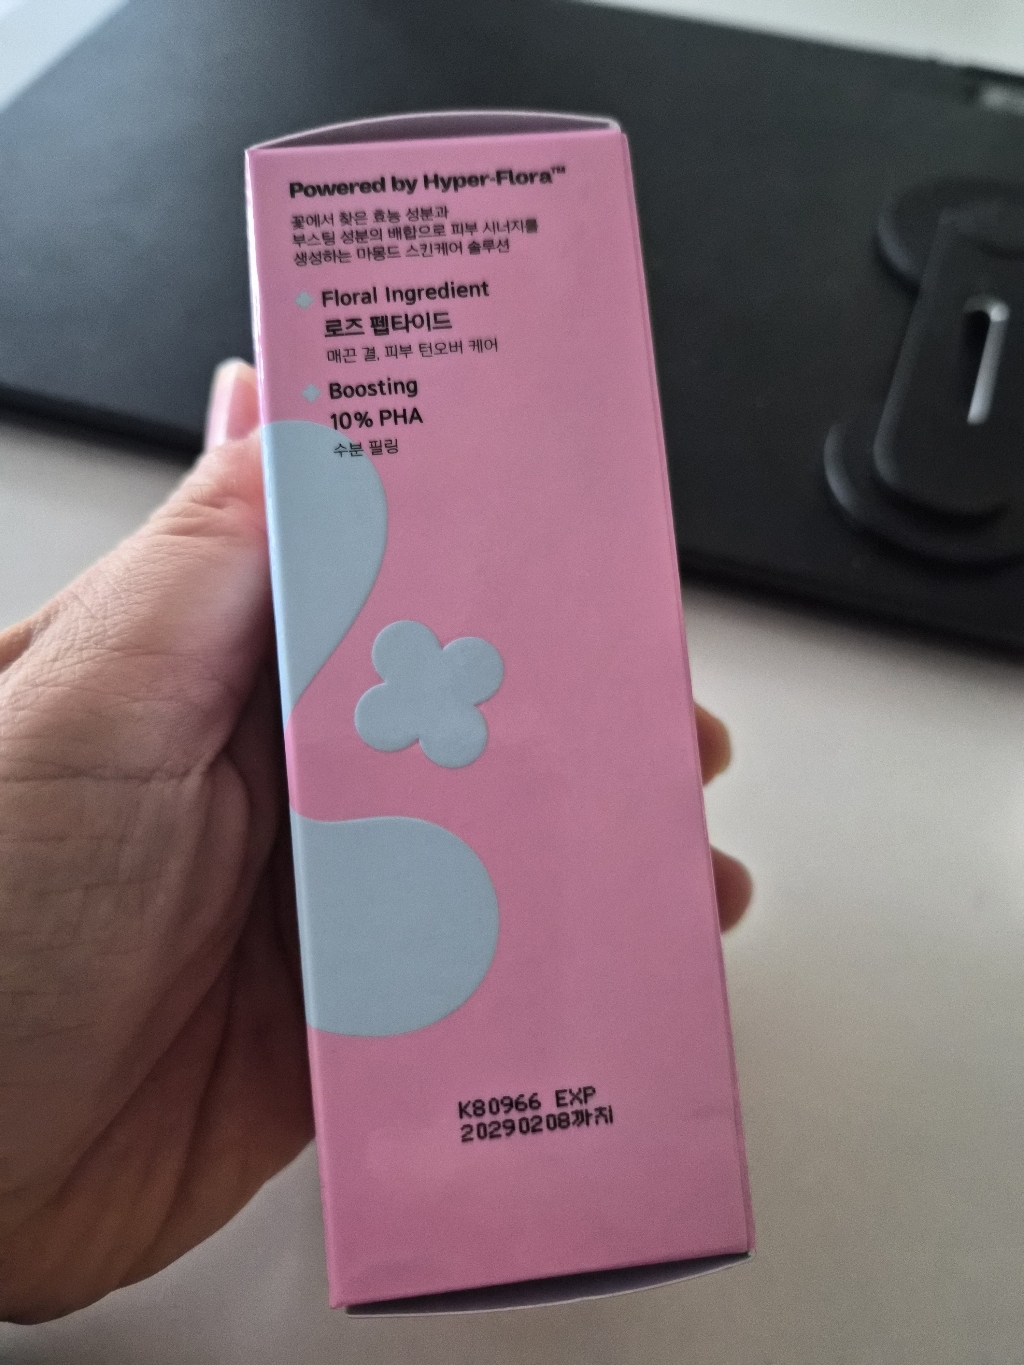 Powered by Hyper-Flora™
꽃에서 찾은 효능 성분과
부스팅 성분의 배합으로 피부 시너지를
생성하는 마몽드 스킨케어 솔루션
Floral Ingredient
로즈 펩타이드
매끈 결, 피부 턴오버 케어
Boosting
10% PHA
수분 필링
K80966 EXP
20290208까지